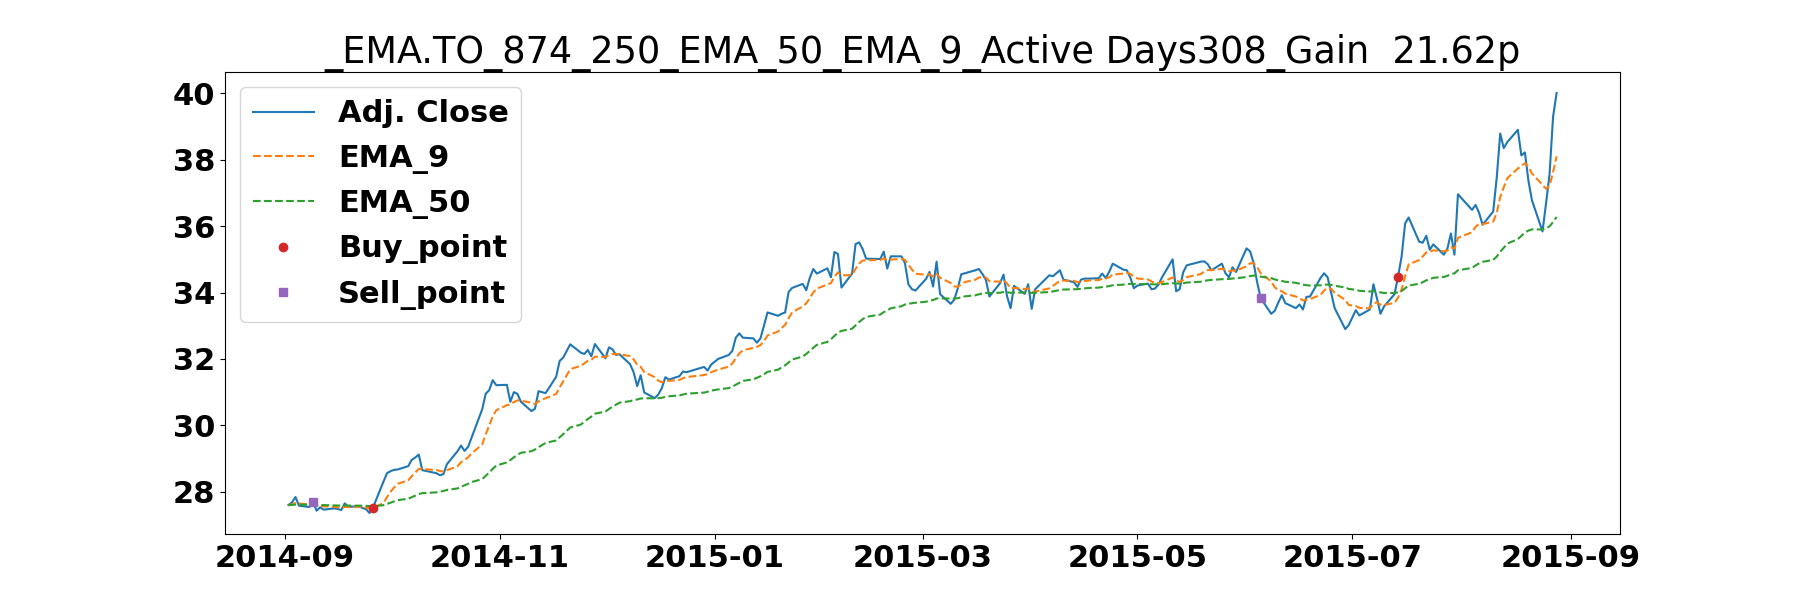 _EMA.TO_874_250_EMA_50_EMA_9_Active Days308_Gain  21.62p
40
38
36
34
32
30
28
Adj. Close
EMA_9
EMA_50
Buy_point
Sell_point
2014-09 2014-11 2015-01 2015-03 2015-05 2015-07 2015-09